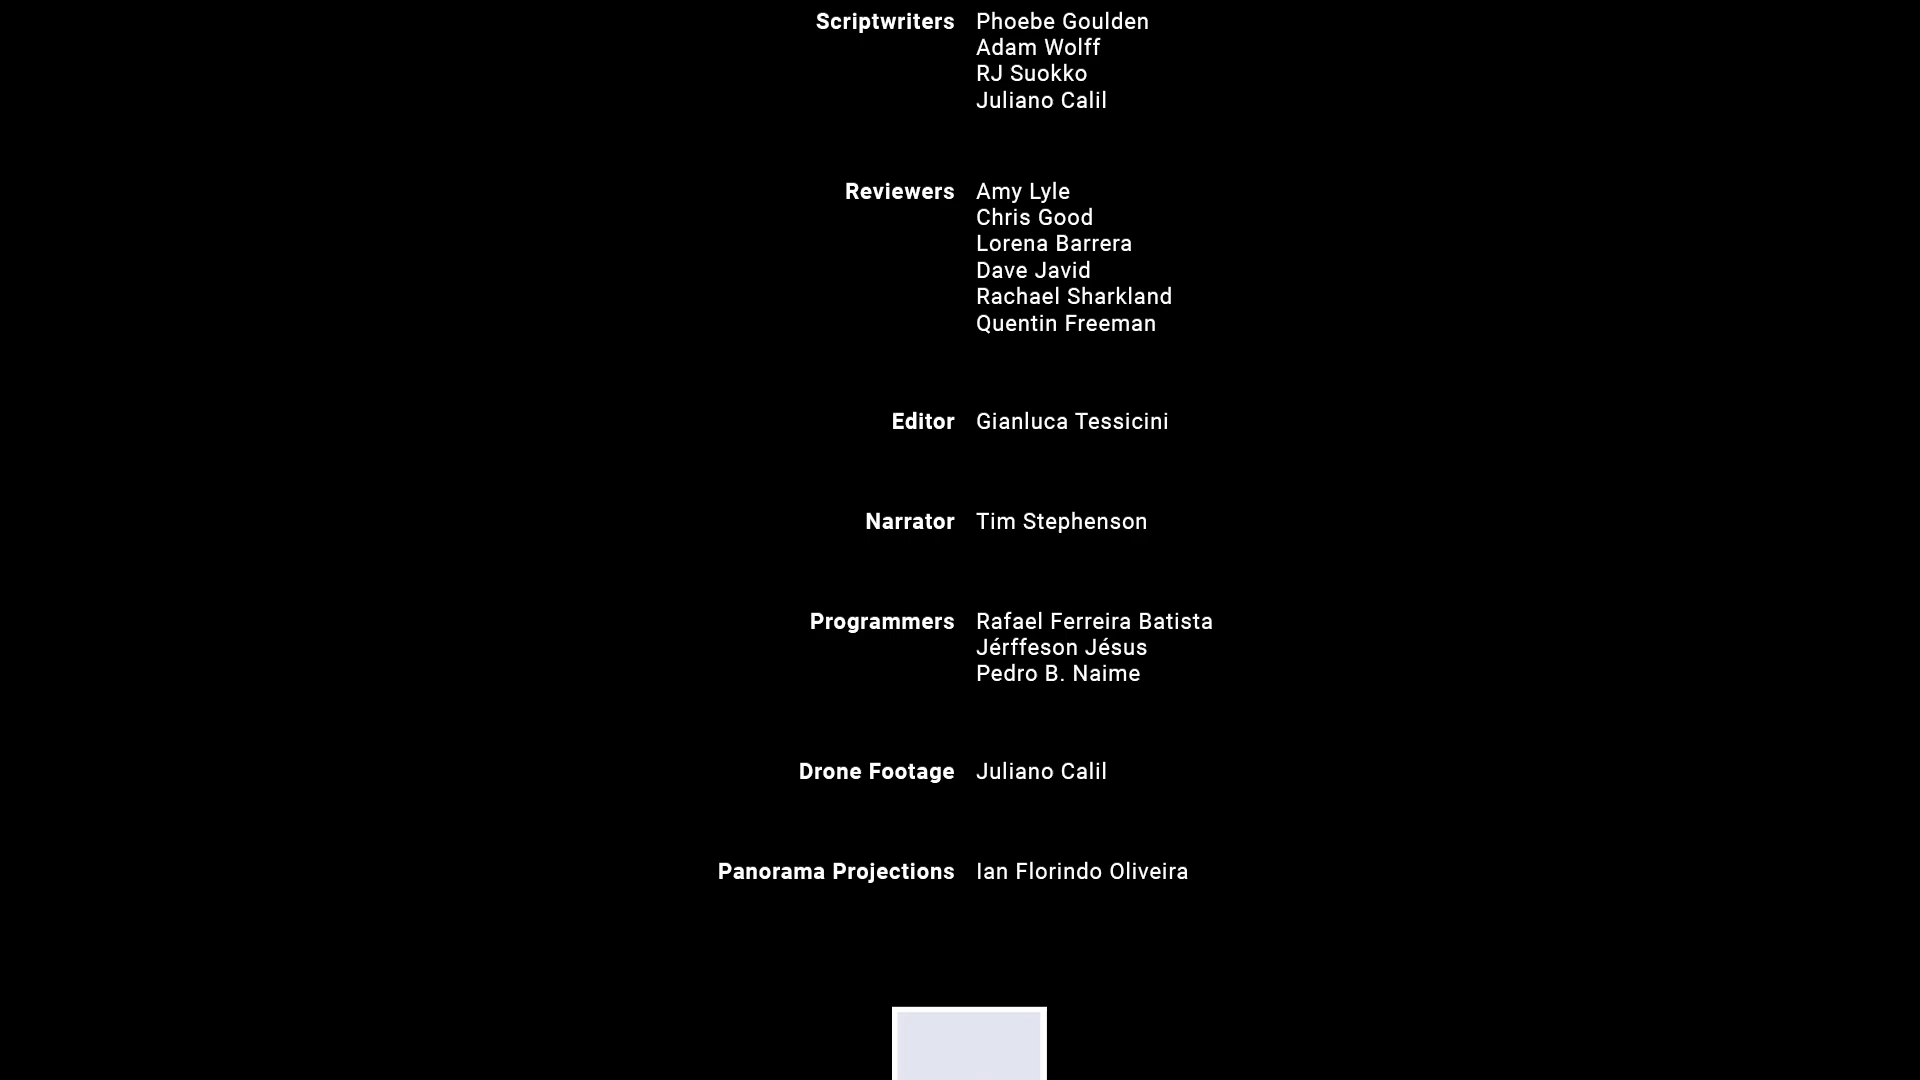 Scriptwriters Phoebe Goulden
Adam Wolff
RJ Suokko
Juliano Calil
Reviewers Amy Lyle
Chris Good
Lorena Barrera
Dave Javid
Rachael Sharkland
Quentin Freeman
Editor Gianluca Tessicini
Narrator Tim Stephenson
Programmers Rafael Ferreira Batista
Jérffeson Jésus
Pedro B. Naime
Drone Footage Juliano Calil
Panorama Projections Ian Florindo Oliveira